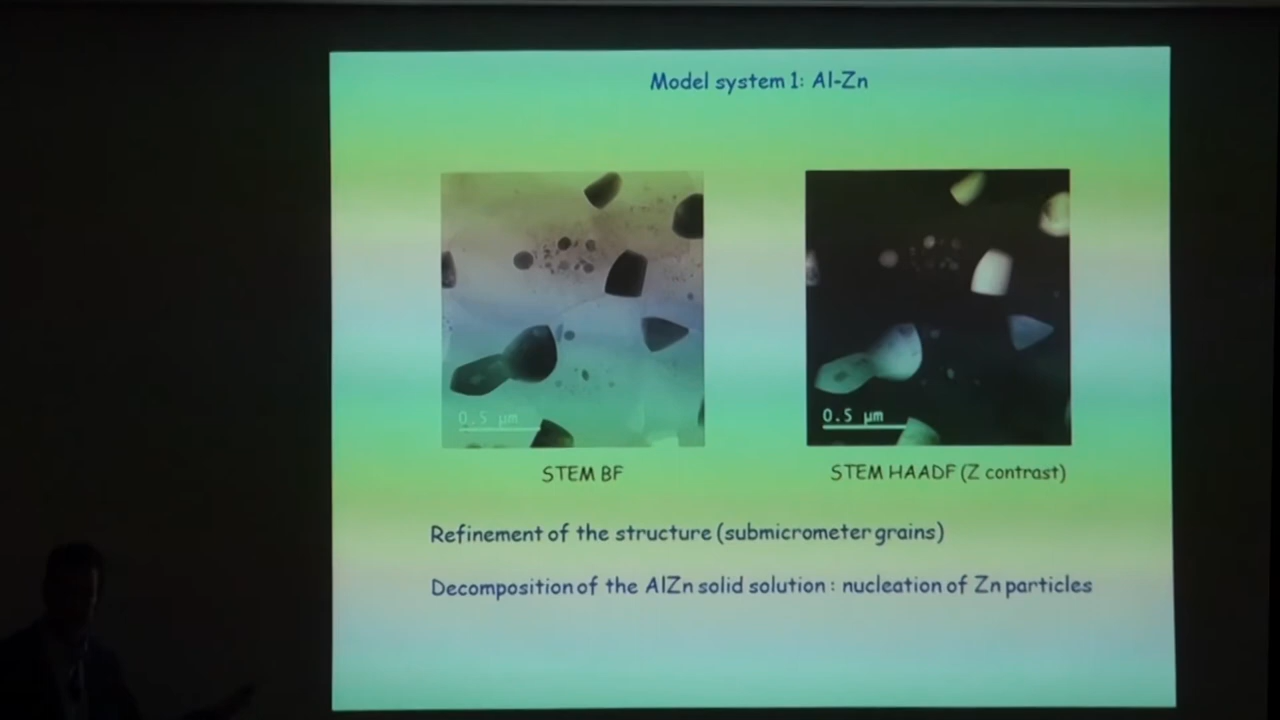 Model system 1: Al-Zn
0.5 µm
0.5 µm
STEM BF
STEM HAADF (Z contrast)
Refinement of the structure (submicrometer grains)
Decomposition of the AlZn solid solution : nucleation of Zn particles